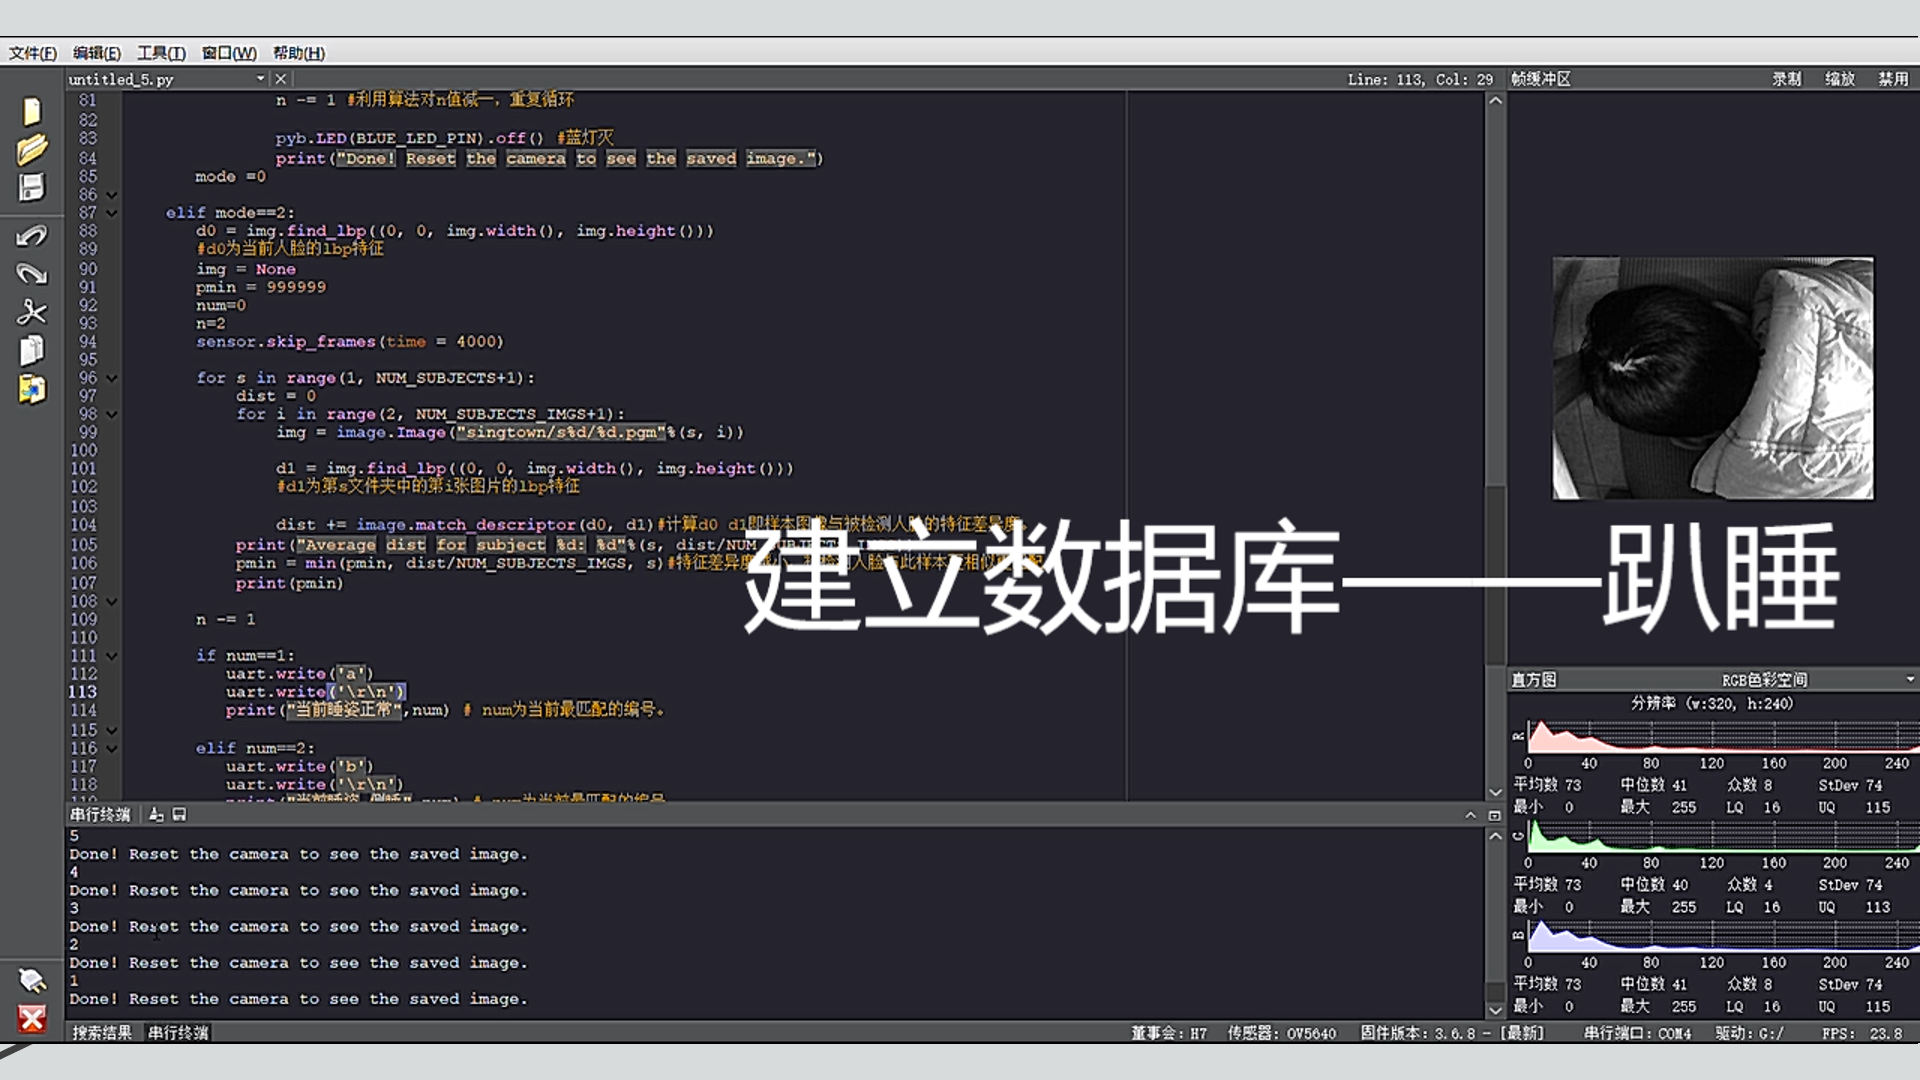 文件(F) 编辑(E) 工具(T) 窗口(W) 帮助(H)
untitled_5.py
Line: 113, Col: 29
帧缓冲区 录制 缩放 禁用
81 n -= 1 #利用算法对n值减一，重复循环
82
83 pyb.LED(BLUE_LED_PIN).off() #蓝灯灭
84 print("Done! Reset the camera to see the saved image.")
85 mode =0
86
87 elif mode==2:
88 d0 = img.find_lbp((0, 0, img.width(), img.height()))
89 #d0为当前人脸的lbp特征
90 img = None
91 pmin = 999999
92 num=0
93 n=2
94 sensor.skip_frames(time = 4000)
95
96 for s in range(1, NUM_SUBJECTS+1):
97 dist = 0
98 for i in range(2, NUM_SUBJECTS_IMGS+1):
99 img = image.Image("singtown/s%d/%d.pgm"%(s, i))
100
101 d1 = img.find_lbp((0, 0, img.width(), img.height()))
102 #d1为第s文件夹中的第i张图片的lbp特征
103
104 dist += image.match_descriptor(d0, d1)#计算d0 d1即样本图像与被检测人脸的特征差异度。
105 print("Average dist for subject %d: %d"%(s, dist/NUM
106 pmin = min(pmin, dist/NUM_SUBJECTS_IMGS, s)#特征差异度
107 print(pmin)
108
109 n -= 1
110
111 if num==1:
112 uart.write('a')
113 uart.write('\r\n')
114 print("当前睡姿正常",num) # num为当前最匹配的编号。
115
116 elif num==2:
117 uart.write('b')
118 uart.write('\r\n')
建立数据库——趴睡
串行终端
5
Done! Reset the camera to see the saved image.
4
Done! Reset the camera to see the saved image.
3
Done! Reset the camera to see the saved image.
2
Done! Reset the camera to see the saved image.
1
Done! Reset the camera to see the saved image.
直方图 RGB色彩空间
分辨率 (w:320, h:240)
R
0 40 80 120 160 200 240
平均数 73 中位数 41 众数 8 StDev 74
最小 0 最大 255 LQ 16 UQ 115
G
0 40 80 120 160 200 240
平均数 73 中位数 40 众数 4 StDev 74
最小 0 最大 255 LQ 16 UQ 113
B
0 40 80 120 160 200 240
平均数 73 中位数 41 众数 8 StDev 74
最小 0 最大 255 LQ 16 UQ 115
搜索结果 串行终端
董事会: H7 传感器: OV5640 固件版本: 3.6.8 - [最新] 串行端口: COM4 驱动: G:/ FPS: 23.8